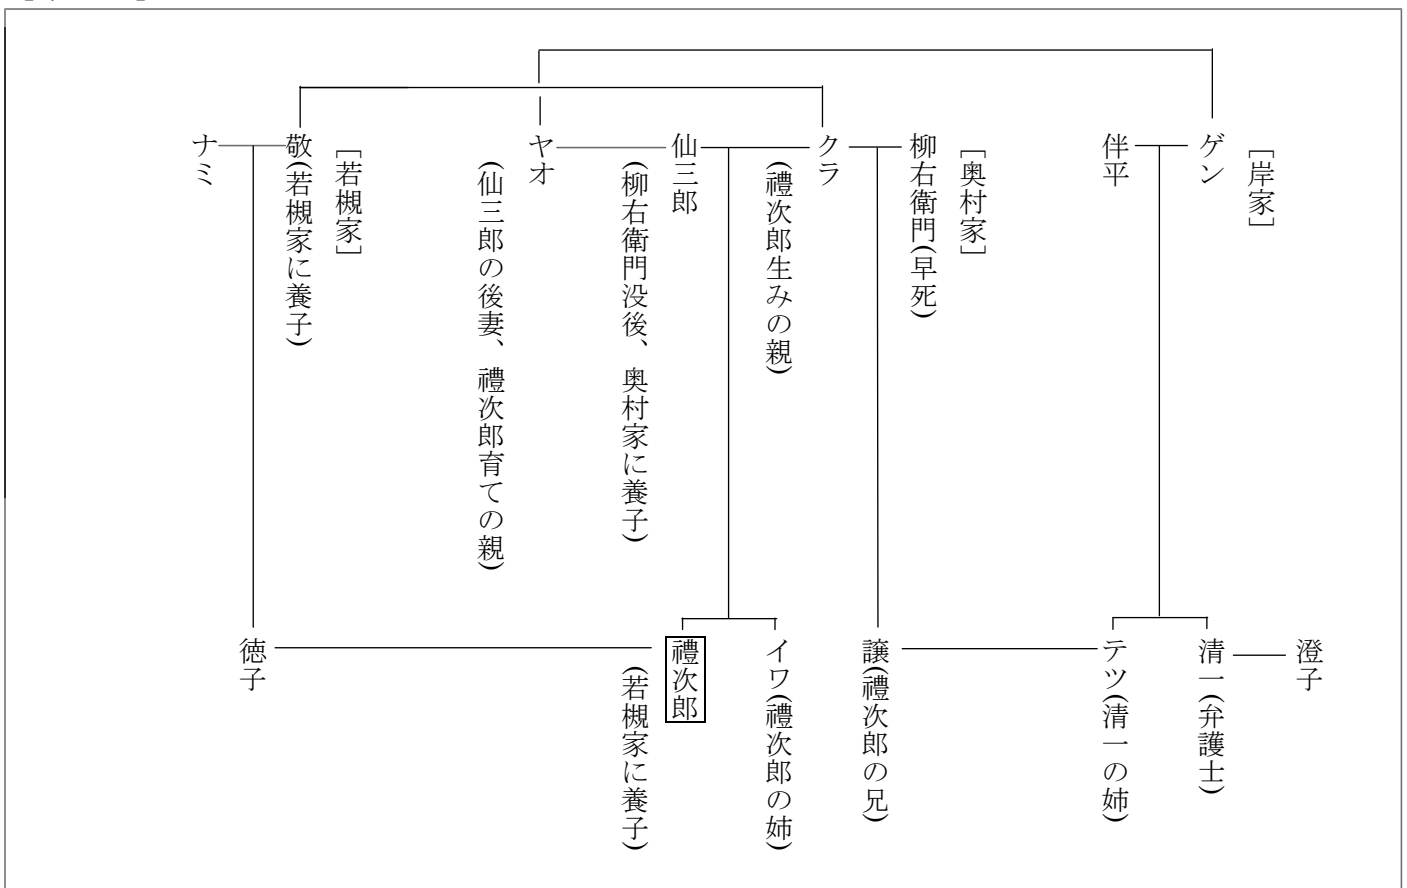 [岸家]
ゲン
伴平
[奥村家]
柳右衛門(早死)
クラ
(禮次郎生みの親)
仙三郎
(柳右衛門没後、奥村家に養子)
ヤオ
(仙三郎の後妻、禮次郎育ての親)
[若槻家]
敬(若槻家に養子)
ナミ
澄子
清一(弁護士)
テツ(清一の姉)
譲(禮次郎の兄)
イワ(禮次郎の姉)
禮次郎
(若槻家に養子)
徳子